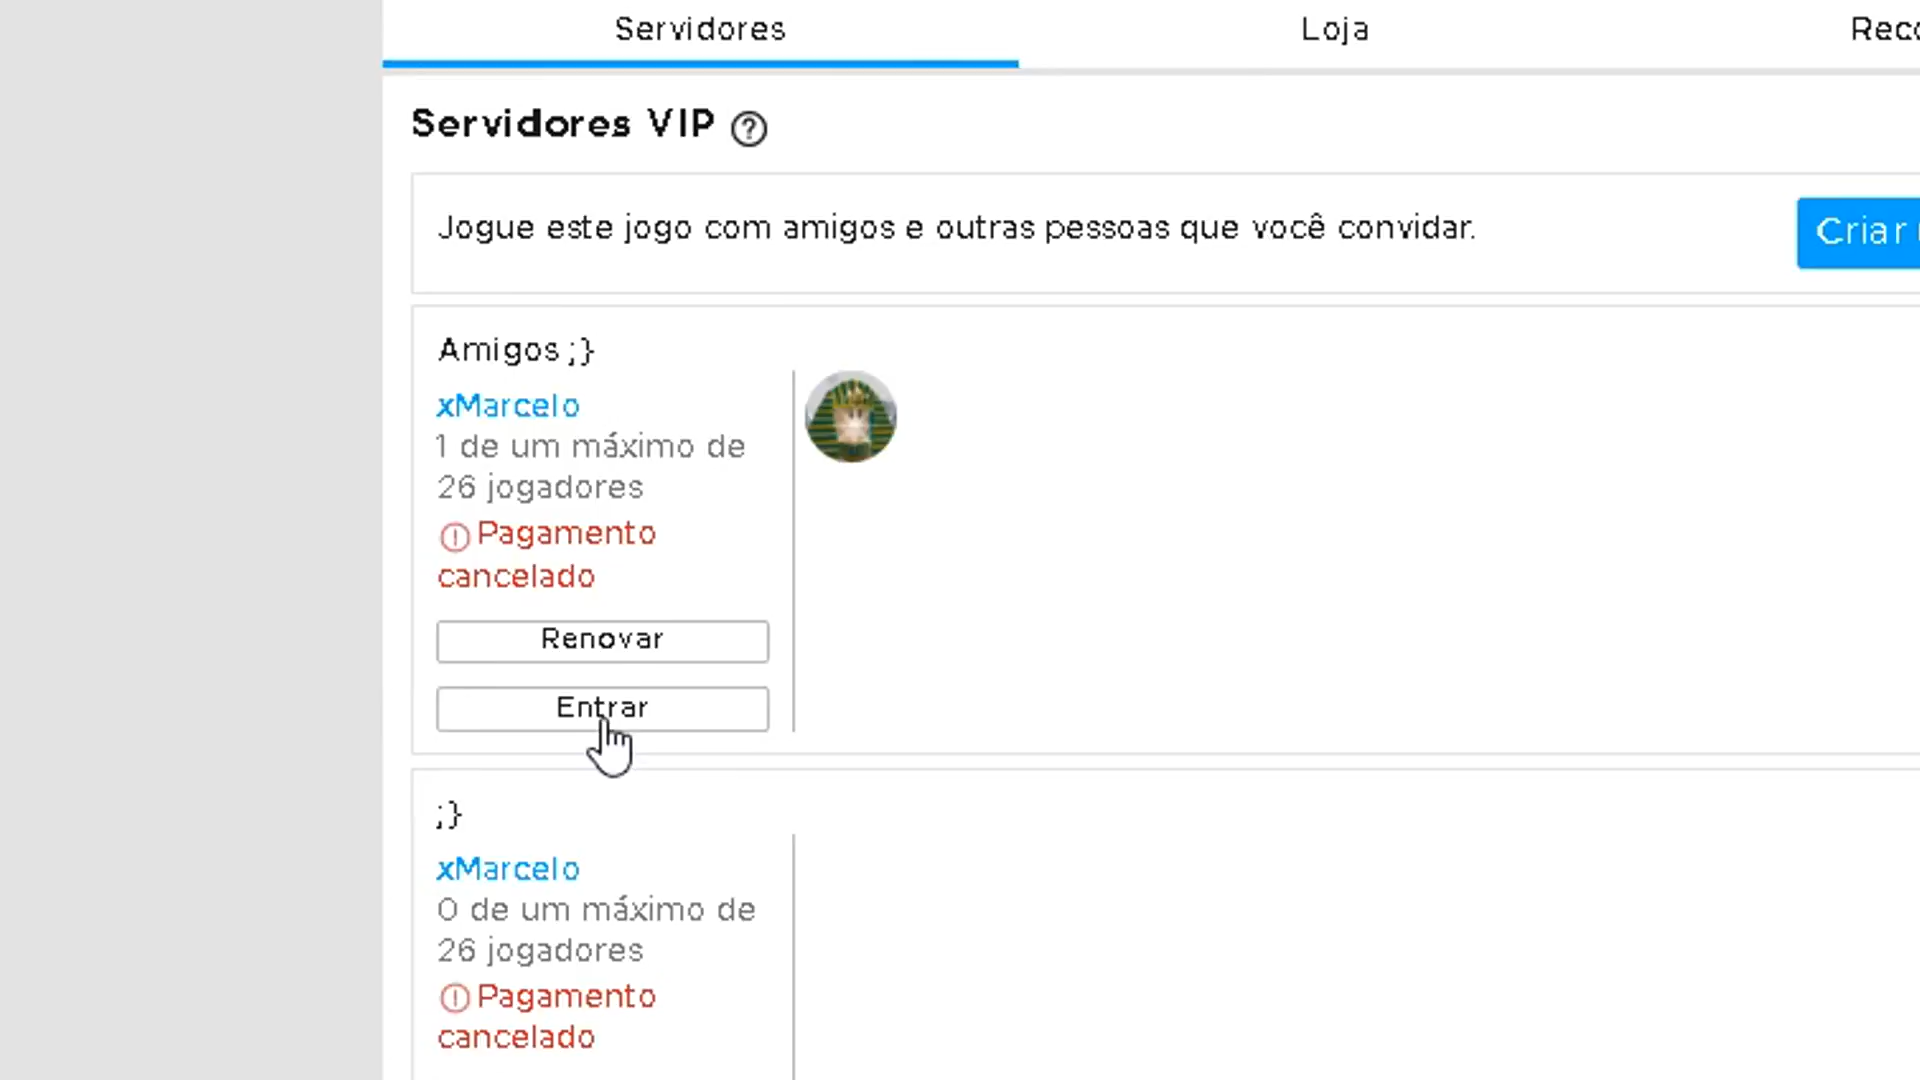 Servidores
Loja
Servidores VIP ?
Jogue este jogo com amigos e outras pessoas que você convidar.
Criar
Amigos ;}
xMarcelo
1 de um máximo de
26 jogadores
Pagamento
cancelado
Renovar
Entrar
;}
xMarcelo
0 de um máximo de
26 jogadores
Pagamento
cancelado